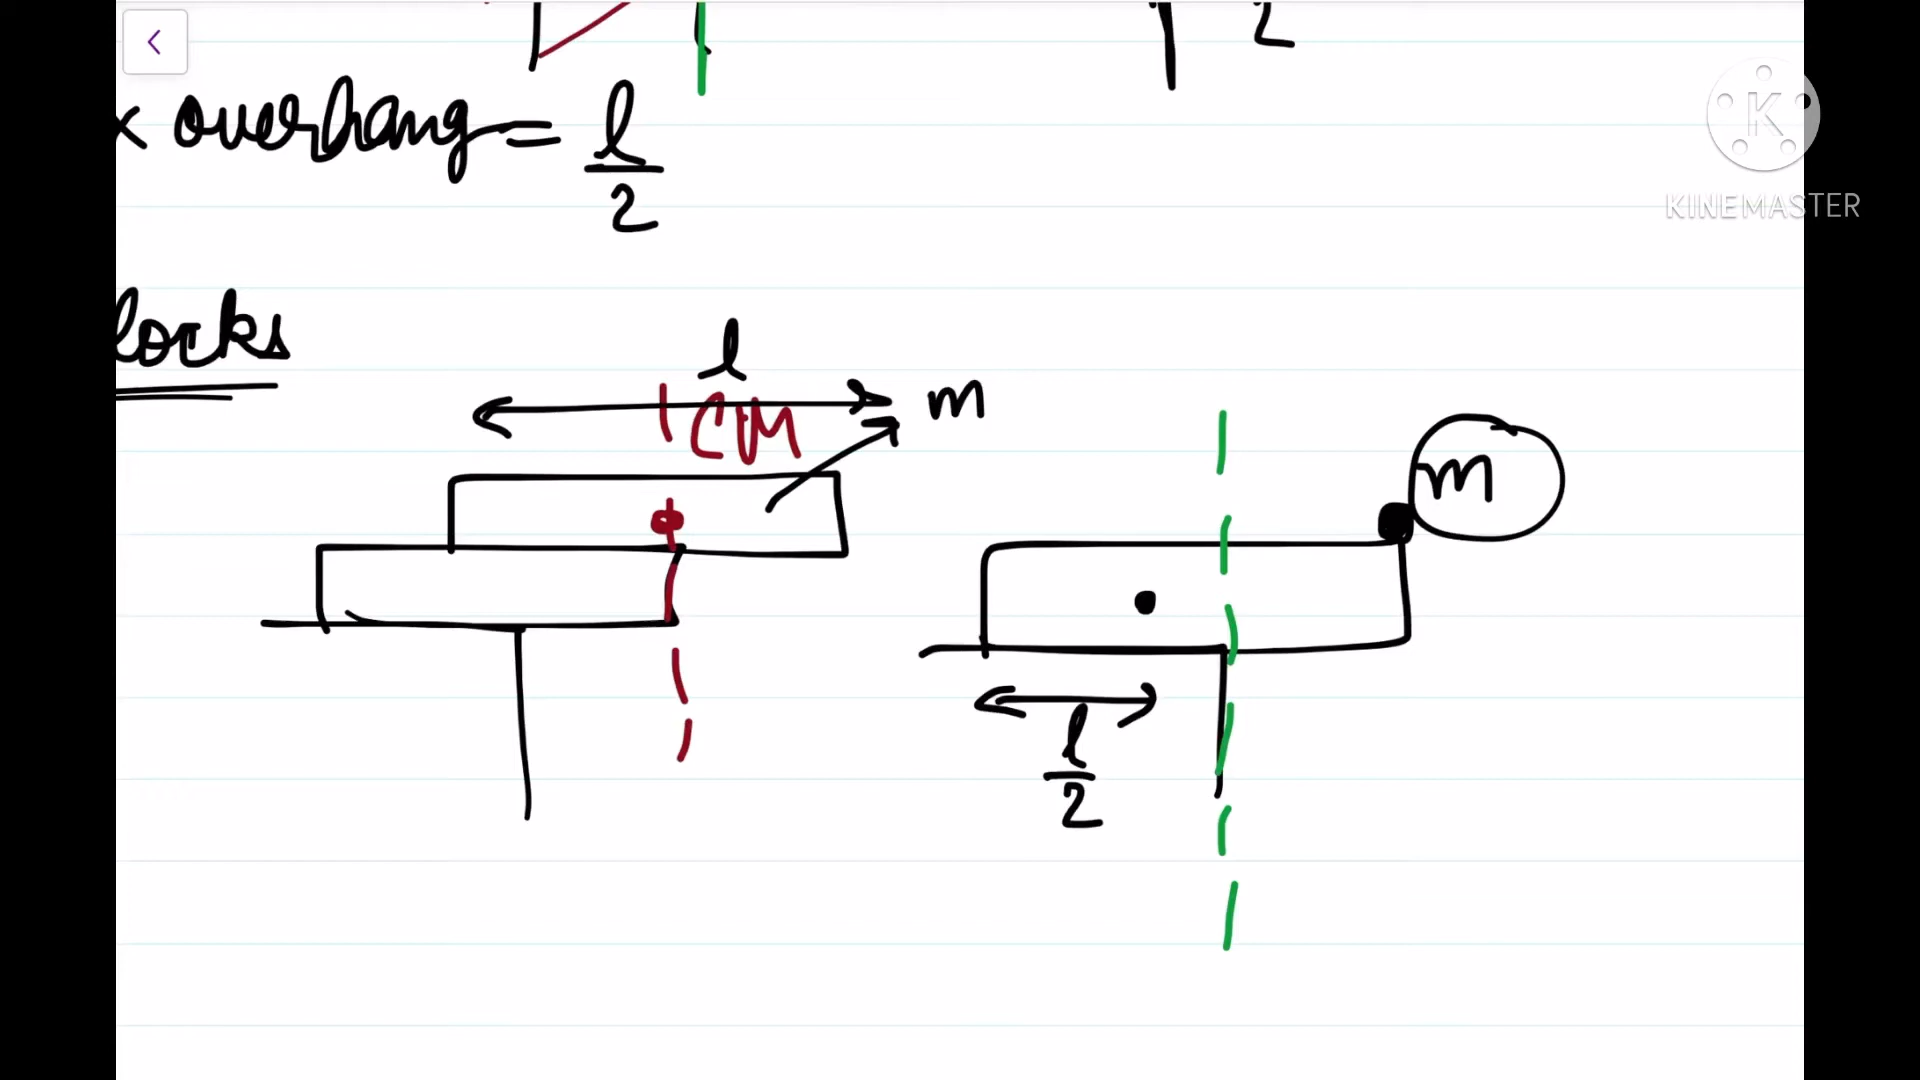 2
x overhang = l/2
locks
l
m
CM
m
l/2
K
KINEMASTER